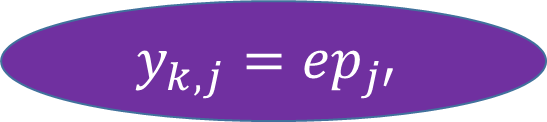 y_{k,j} = ep_{j′}